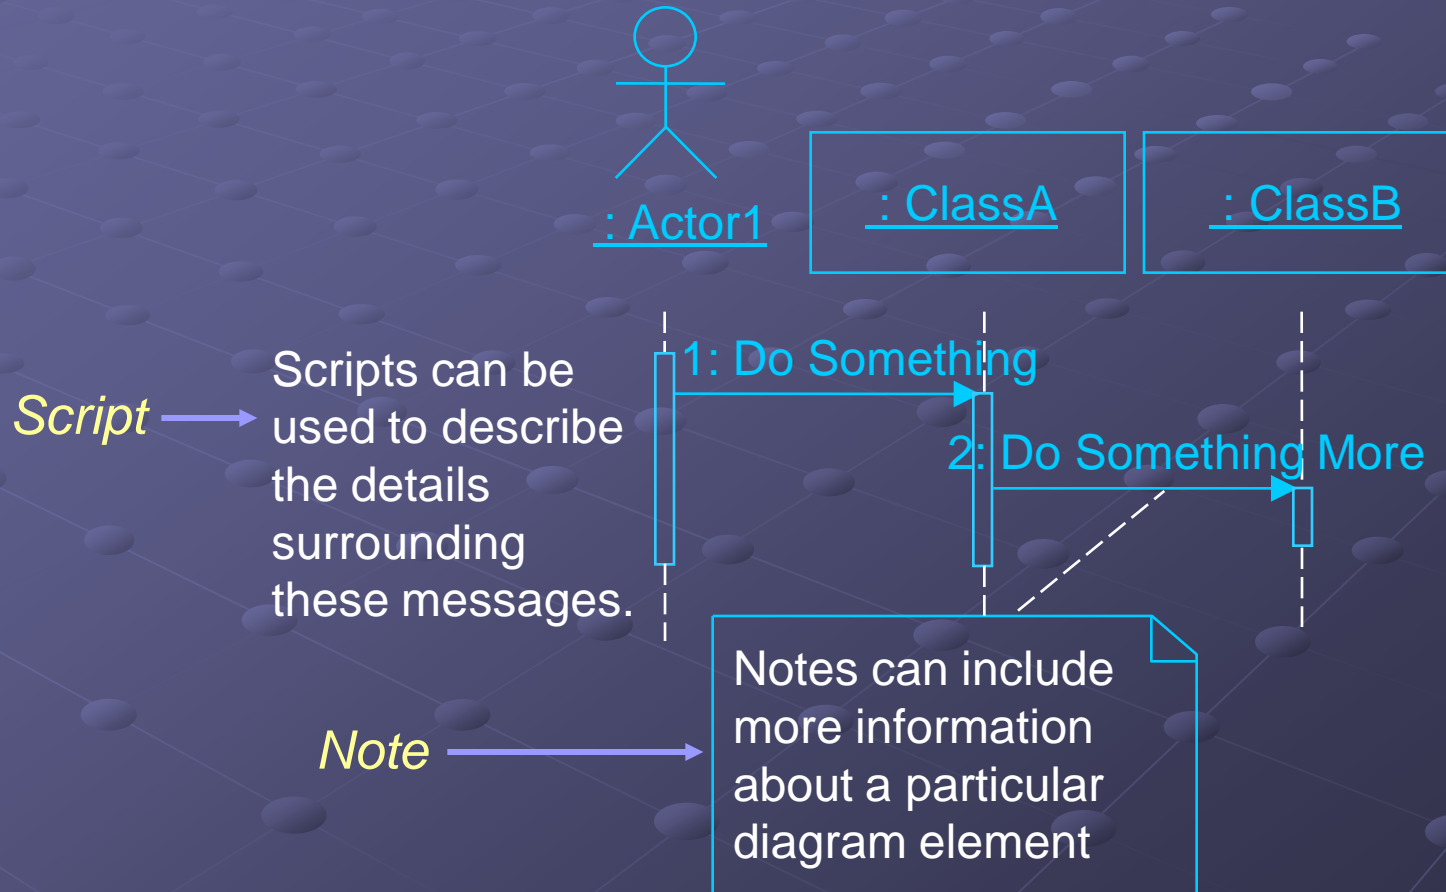 : Actor1
: ClassA
: ClassB
1: Do Something
2: Do Something More
Script
Scripts can be
used to describe
the details
surrounding
these messages.
Note
Notes can include
more information
about a particular
diagram element